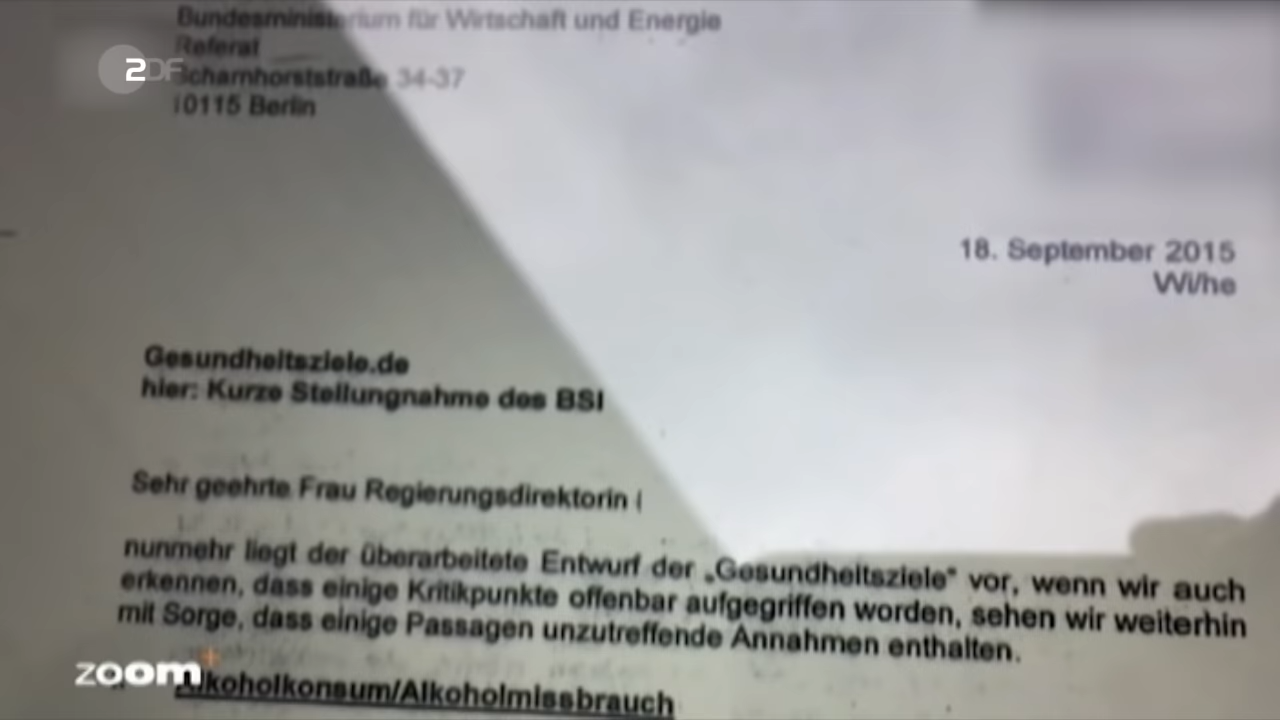 Bundesministerium für Wirtschaft und Energie
Referat
2DF
Scharnhorststraße 34-37
10115 Berlin
18. September 2015
Wi/he
Gesundheitsziele.de
hier: Kurze Stellungnahme des BSI
Sehr geehrte Frau Regierungsdirektorin
nunmehr liegt der überarbeitete Entwurf der „Gesundheitsziele" vor, wenn wir auch
erkennen, dass einige Kritikpunkte offenbar aufgegriffen worden, sehen wir weiterhin
mit Sorge, dass einige Passagen unzutreffende Annahmen enthalten.
zoom+
Alkoholkonsum/Alkoholmissbrauch